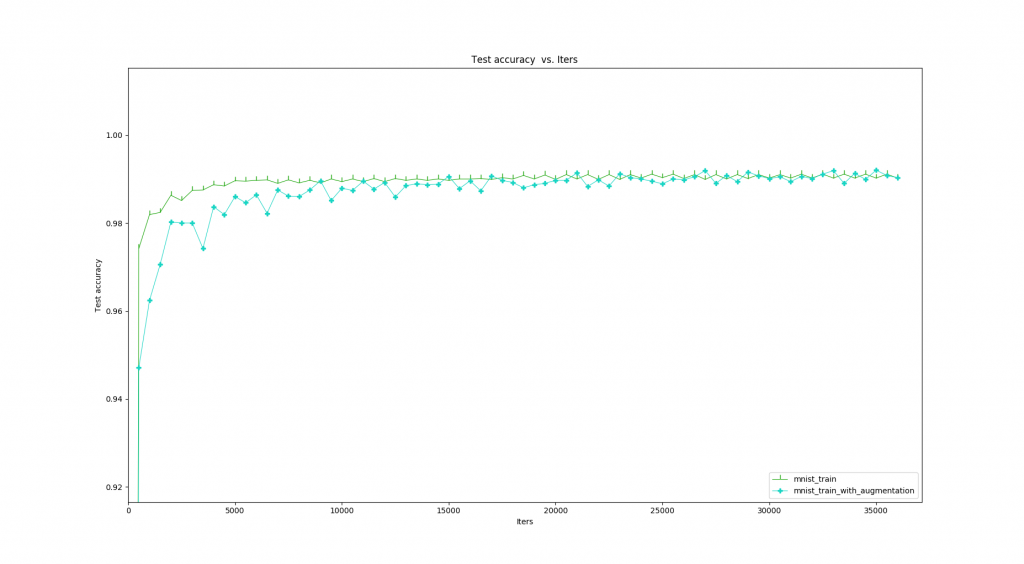 Test accuracy  vs. Iters
1.00
0.98
0.96
0.94
0.92
Test accuracy
0 5000 10000 15000 20000 25000 30000 35000
Iters
mnist_train
mnist_train_with_augmentation